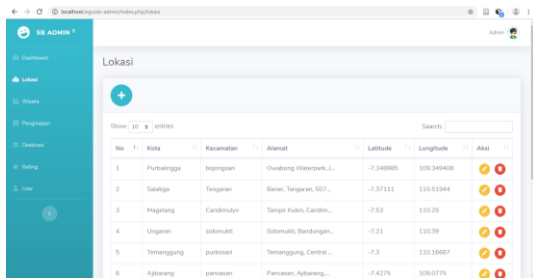 localhost/eguide-admin/index.php/lokasi
SB ADMIN 2
Admin
Dashboard
Lokasi
Wisata
Penginapan
Destinasi
Rating
User
Lokasi
Show 10 entries
Search:
No Kota Kecamatan Alamat Latitude Longitude Aksi
1 Purbalingga bojongsari Owabong Waterpark, J... -7.348985 109.349406
2 Salatiga Tengaran Bener, Tengaran, 507... -7.37111 110.51944
3 Magelang Candimulyo Tampir Kulon, Candim... -7.53 110.25
4 Ungaran sidomukti Sidomukti, Bandungan... -7.21 110.39
5 Temanggung purbosari Temanggung, Central ... -7.3 110.16667
6 Ajibarang pancasan Pancasan, Ajibarang,... -7.4275 109.0775